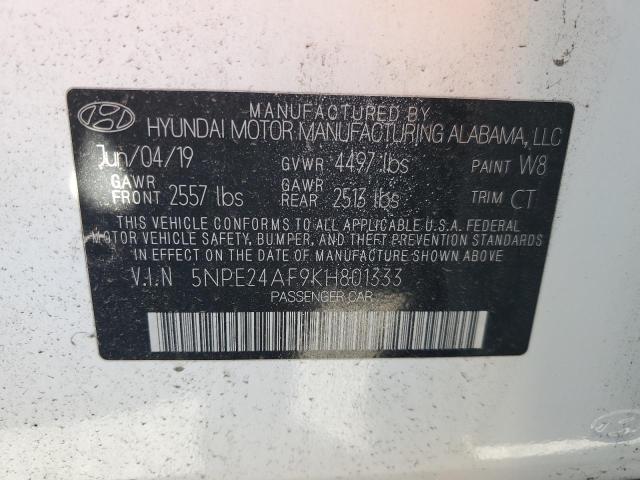 MANUFACTURED BY
HYUNDAI MOTOR MANUFACTURING ALABAMA, LLC
Jun/04/19 GVWR 4497 lbs PAINT W8
GAWR FRONT 2557 lbs GAWR REAR 2513 lbs TRIM CT
THIS VEHICLE CONFORMS TO ALL APPLICABLE U.S.A. FEDERAL
MOTOR VEHICLE SAFETY, BUMPER, AND THEFT PREVENTION STANDARDS
IN EFFECT ON THE DATE OF MANUFACTURE SHOWN ABOVE
V.I.N 5NPE24AF9KH801333
PASSENGER CAR